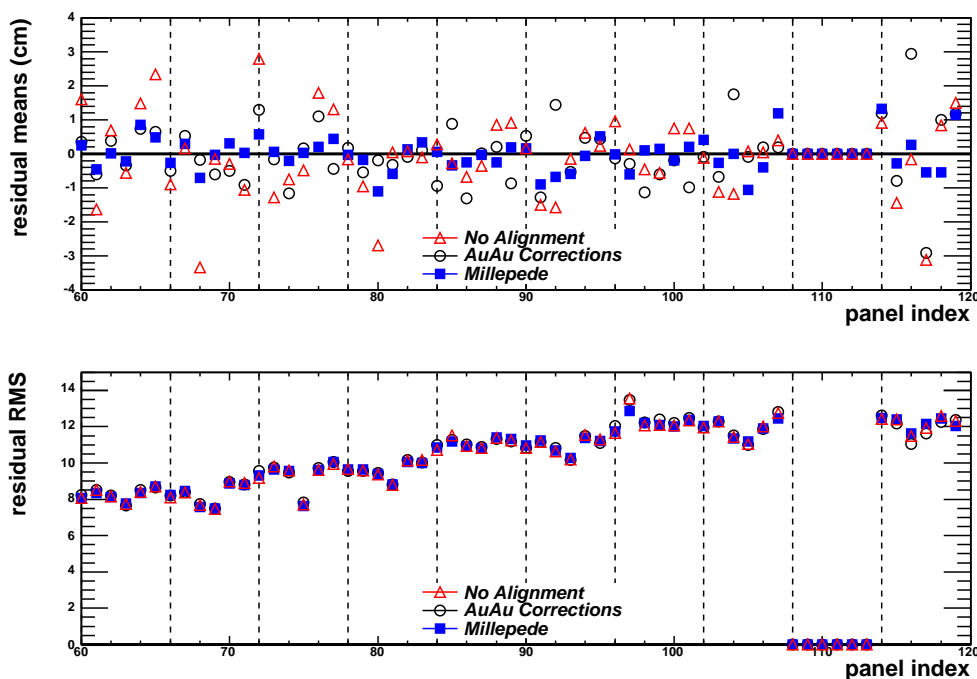 residual means (cm)
4
3
2
1
0
-1
-2
-3
-4
No Alignment
AuAu Corrections
Millepede
60 70 80 90 100 110 120
panel index
residual RMS
14
12
10
8
6
4
2
0
No Alignment
AuAu Corrections
Millepede
60 70 80 90 100 110 120
panel index